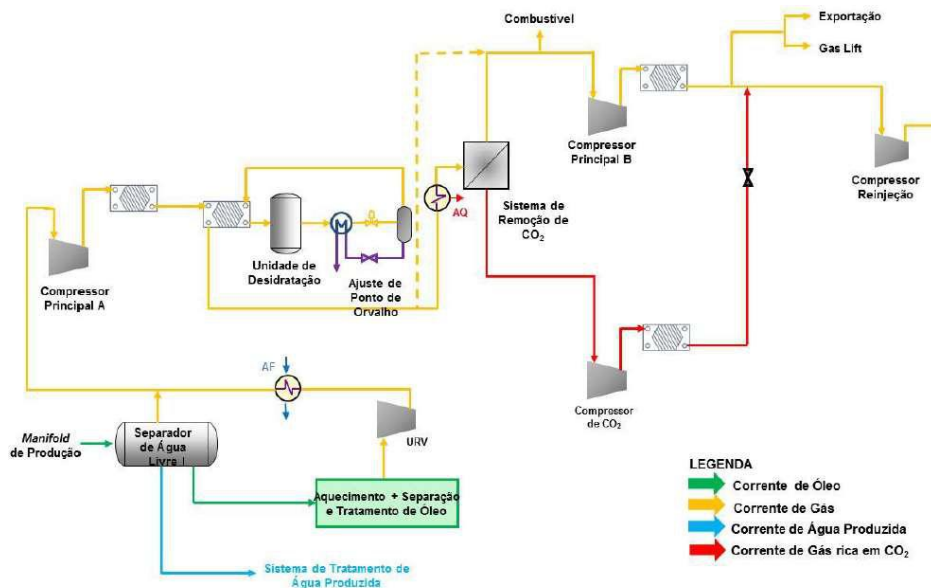 Combustível
Exportação
Gas Lift
Compressor
Principal B
Compressor
Reinjeção
AQ
Sistema de
Remoção de
CO₂
M
Unidade de
Desidratação
Ajuste de
Ponto de
Orvalho
Compressor
Principal A
AF
Compressor
de CO₂
URV
Manifold
de Produção
Separador
de Água
Livre I
Aquecimento + Separação
e Tratamento de Óleo
Sistema de Tratamento de
Água Produzida
LEGENDA
Corrente de Óleo
Corrente de Gás
Corrente de Água Produzida
Corrente de Gás rica em CO₂